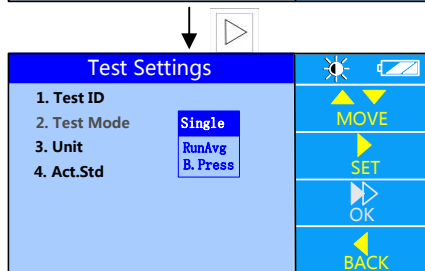 Test Settings
1. Test ID
2. Test Mode
3. Unit
4. Act.Std
Single
RunAvg
B.Press
MOVE
SET
OK
BACK